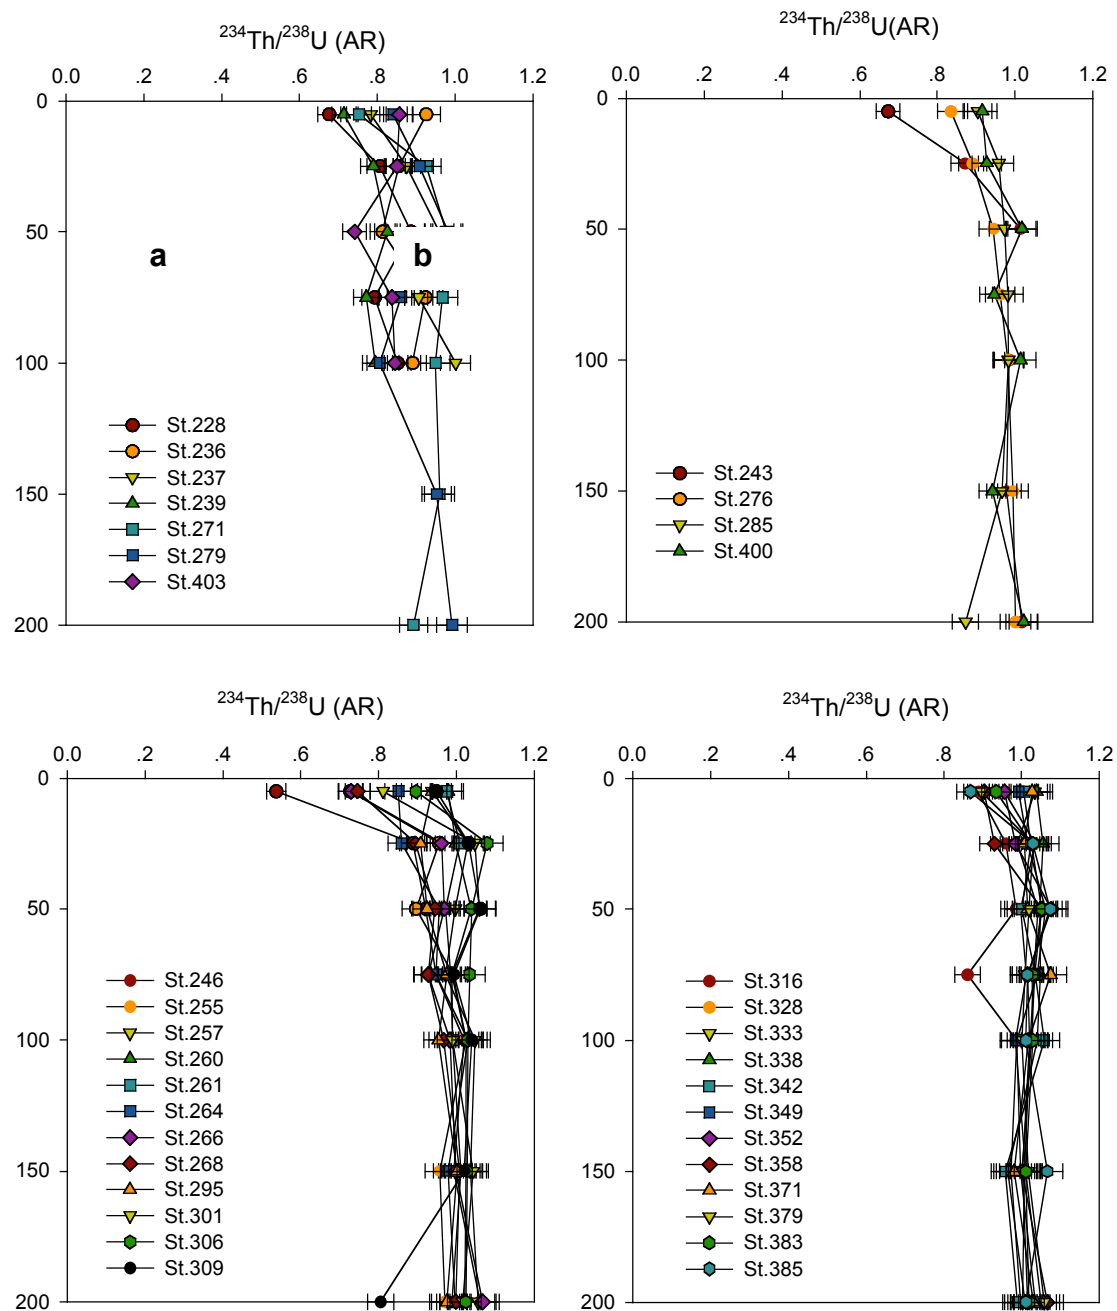 234Th/238U (AR)
0.0 .2 .4 .6 .8 1.0 1.2
0
50
100
150
200
a
b
St.228
St.236
St.237
St.239
St.271
St.279
St.403
234Th/238U(AR)
0.0 .2 .4 .6 .8 1.0 1.2
0
50
100
150
200
St.243
St.276
St.285
St.400
234Th/238U (AR)
0.0 .2 .4 .6 .8 1.0 1.2
0
50
100
150
200
St.246
St.255
St.257
St.260
St.261
St.264
St.266
St.268
St.295
St.301
St.306
St.309
234Th/238U (AR)
0.0 .2 .4 .6 .8 1.0 1.2
0
50
100
150
200
St.316
St.328
St.333
St.338
St.342
St.349
St.352
St.358
St.371
St.379
St.383
St.385